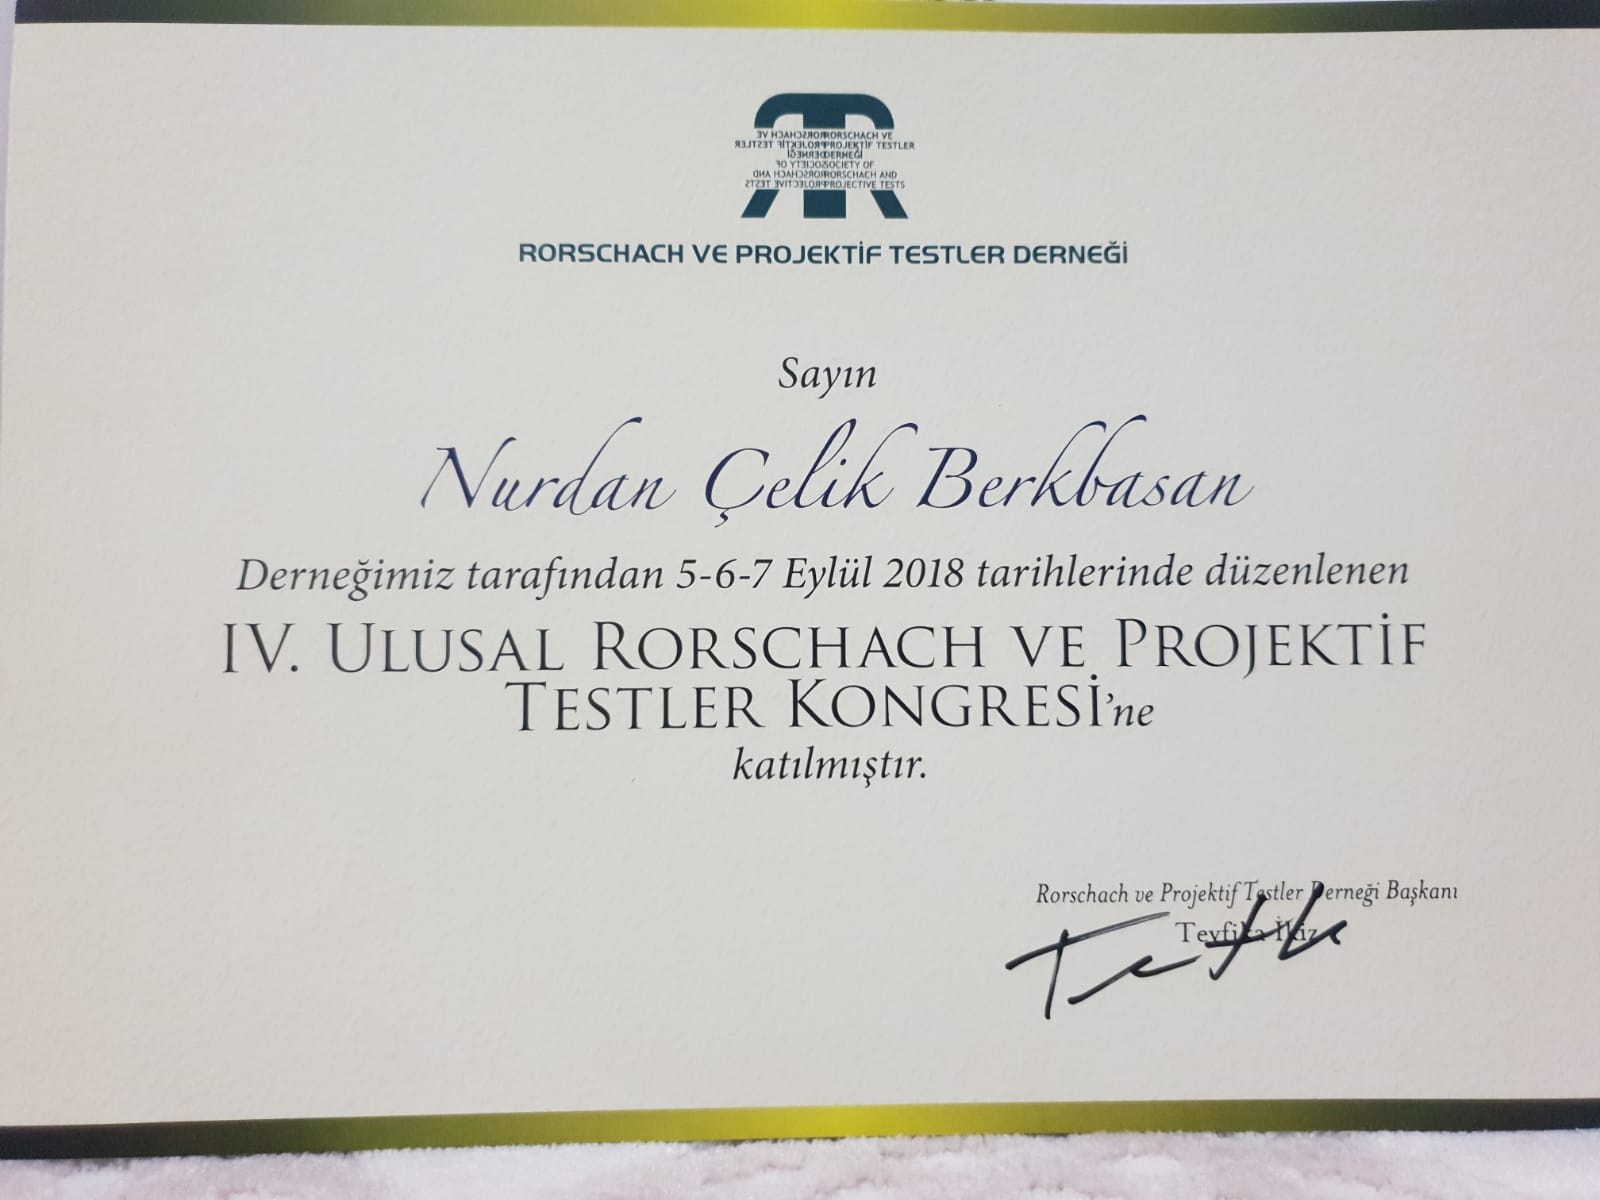 RORSCHACH VE
PROJEKTİF TESTLER
DERNEĞİ
SOCIETY OF
RORSCHACH AND
PROJECTIVE TESTS
RORSCHACH VE PROJEKTİF TESTLER DERNEĞİ
Sayın
Nurdan Çelik Berkbasan
Derneğimiz tarafından 5-6-7 Eylül 2018 tarihlerinde düzenlenen
IV. ULUSAL RORSCHACH VE PROJEKTİF
TESTLER KONGRESİ'ne
katılmıştır.
Rorschach ve Projektif Testler Derneği Başkanı
Tevfika İkiz